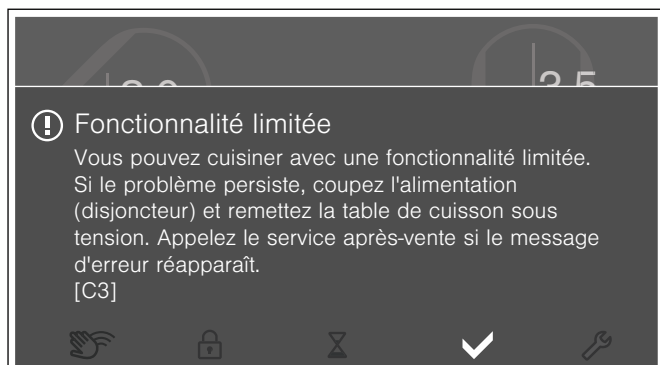 Fonctionnalité limitée
Vous pouvez cuisiner avec une fonctionnalité limitée.
Si le problème persiste, coupez l'alimentation
(disjoncteur) et remettez la table de cuisson sous
tension. Appelez le service après-vente si le message
d'erreur réapparaît.
[C3]